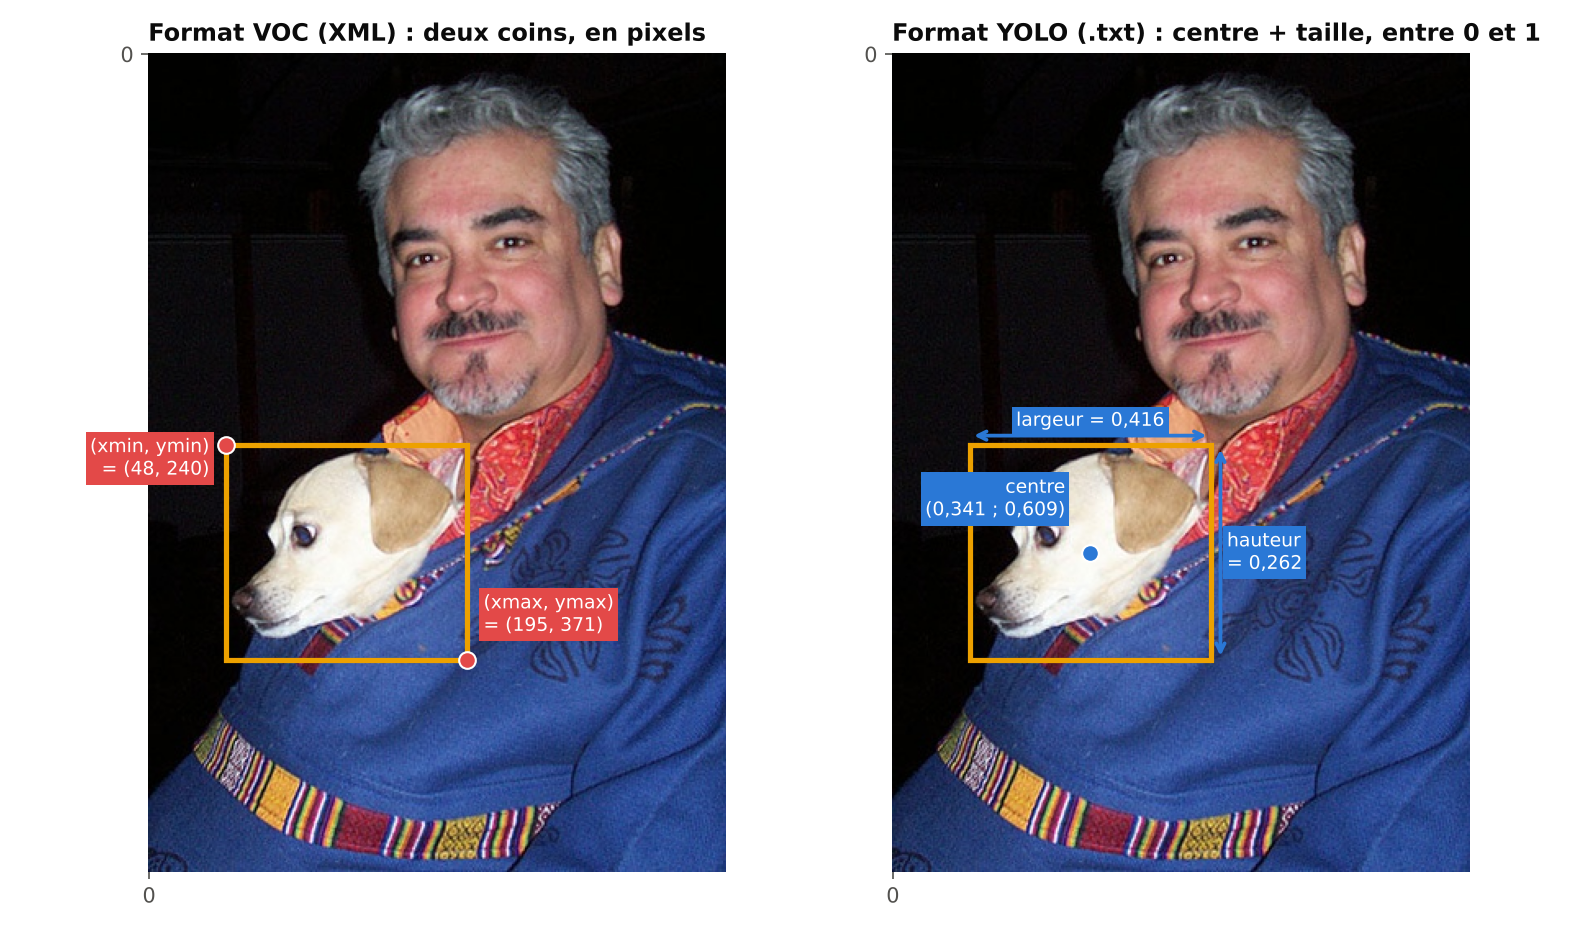 Format VOC (XML) : deux coins, en pixels
0
(xmin, ymin)
= (48, 240)
(xmax, ymax)
= (195, 371)
0
Format YOLO (.txt) : centre + taille, entre 0 et 1
0
largeur = 0,416
centre
(0,341 ; 0,609)
hauteur
= 0,262
0